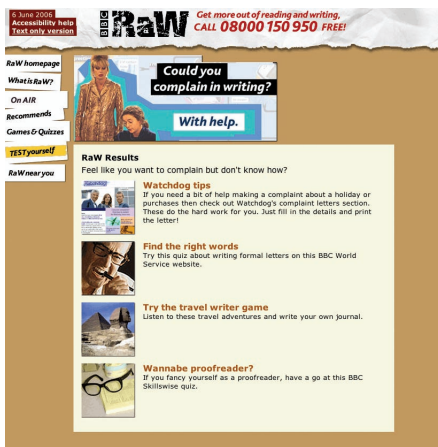 6 June 2006
Accessibility help
Text only version
BBC RaW
Get more out of reading and writing,
CALL 08000 150 950 FREE!
RaW homepage
What is RaW?
On AIR
Recommends
Games & Quizzes
TEST yourself
RaW near you
Could you
complain in writing?
With help.
RaW Results
Feel like you want to complain but don't know how?
Watchdog tips
If you need a bit of help making a complaint about a holiday or
purchases then check out Watchdog's complaint letters section.
These do the hard work for you. Just fill in the details and print
the letter!
Find the right words
Try this quiz about writing formal letters on this BBC World
Service website.
Try the travel writer game
Listen to these travel adventures and write your own journal.
Wannabe proofreader?
If you fancy yourself as a proofreader, have a go at this BBC
Skillswise quiz.